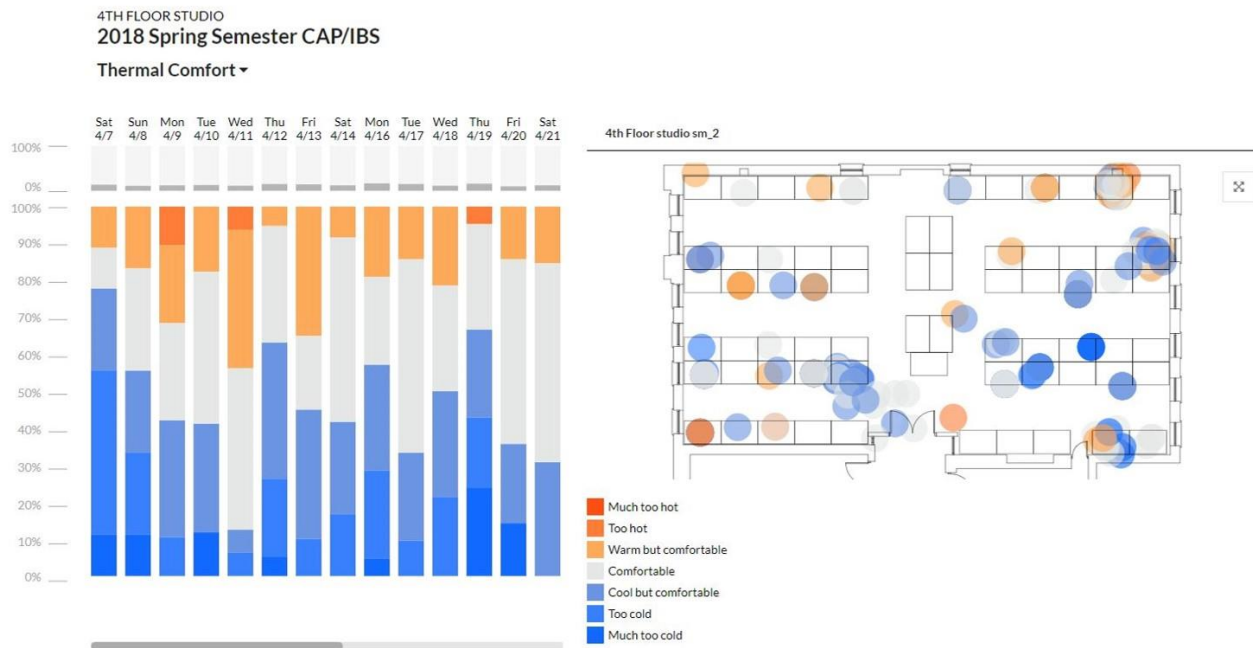 4TH FLOOR STUDIO
2018 Spring Semester CAP/IBS
Thermal Comfort
Sat Sun Mon Tue Wed Thu Fri Sat Mon Tue Wed Thu Fri Sat
4/7 4/8 4/9 4/10 4/11 4/12 4/13 4/14 4/16 4/17 4/18 4/19 4/20 4/21
100%
0%
100%
90%
80%
70%
60%
50%
40%
30%
20%
10%
0%
4th Floor studio sm_2
Much too hot
Too hot
Warm but comfortable
Comfortable
Cool but comfortable
Too cold
Much too cold